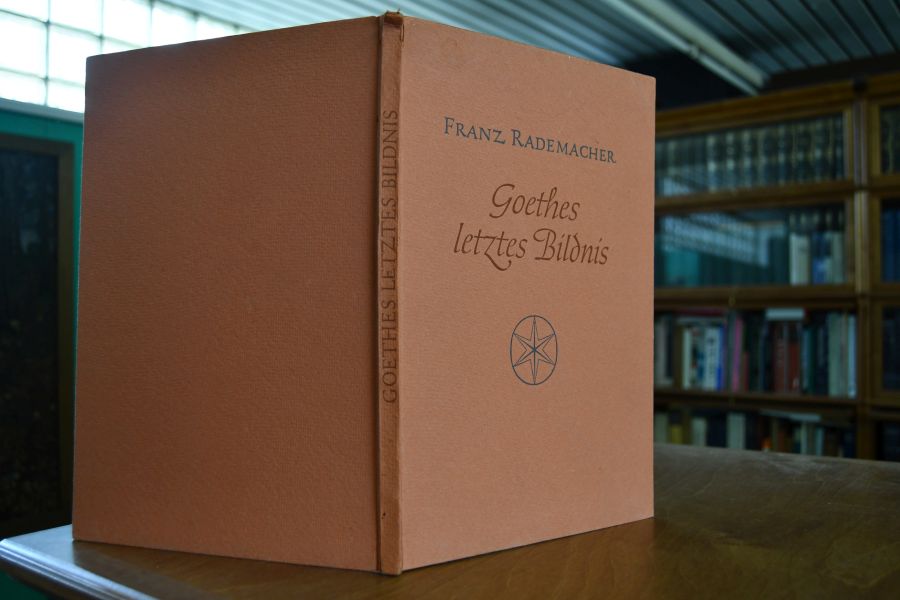 GOETHES LETZTES BILDNIS
FRANZ RADEMACHER
Goethes
letztes Bildnis